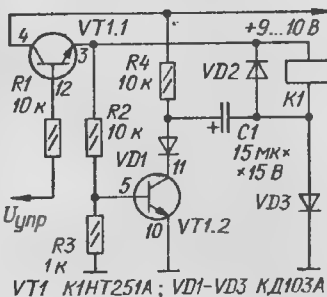 4
VT1.1
3
+9...10 В
R1
10 к
12
R4
10 к
VD2
K1
R2
10 к
VD1
+
C1
15 мк×
×15 В
11
5
VD3
Uупр
10
VT1.2
R3
1 к
VT1 К1НТ251А; VD1-VD3 КД103А